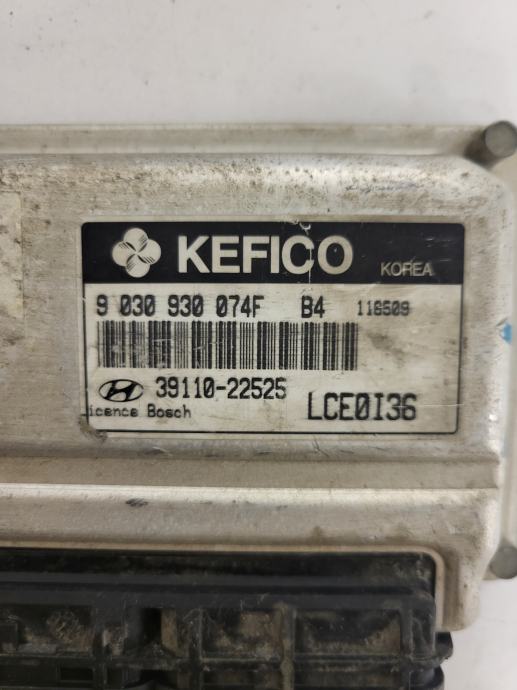 KEFICO KOREA
9 030 930 074F B4 116509
39110-22525
icence Bosch LCE0I36